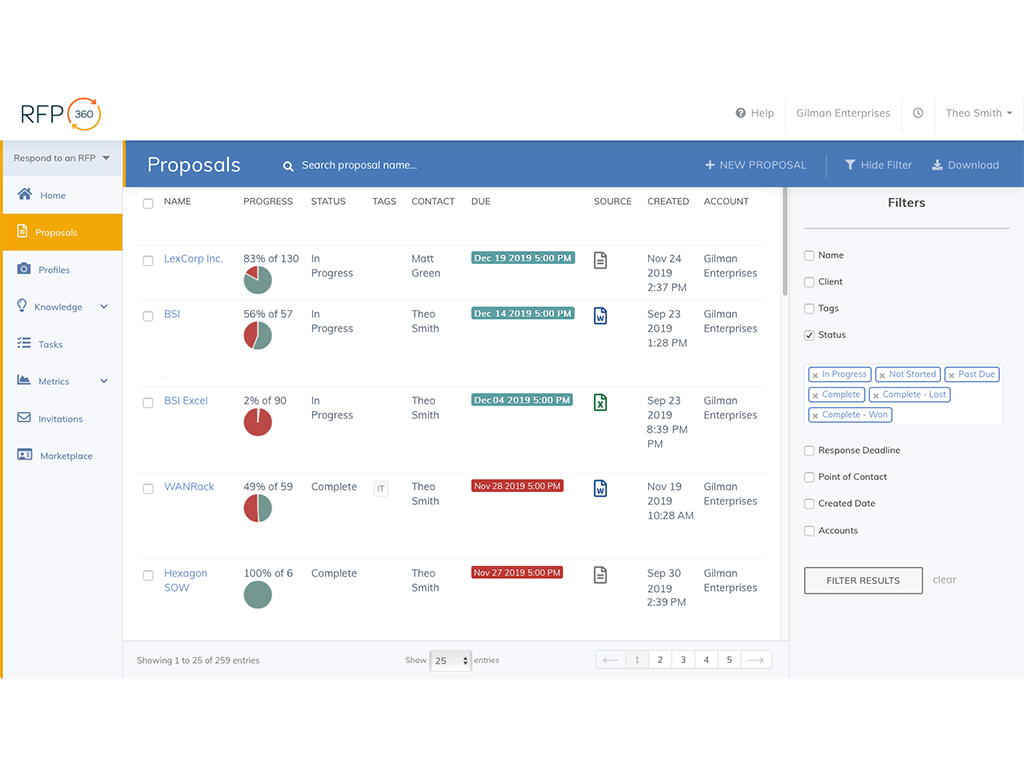 RFP 360
Help
Gilman Enterprises
Theo Smith
Respond to an RFP
Proposals
Search proposal name...
+ NEW PROPOSAL
Hide Filter
Download
Home
Proposals
Profiles
Knowledge
Tasks
Metrics
Invitations
Marketplace
NAME PROGRESS STATUS TAGS CONTACT DUE SOURCE CREATED ACCOUNT
LexCorp Inc. 83% of 130 In Matt Dec 19 2019 5:00 PM Nov 24 Gilman
Progress Green 2019 Enterprises
2:37 PM
BSI 56% of 57 In Theo Dec 14 2019 5:00 PM W Sep 23 Gilman
Progress Smith 2019 Enterprises
1:28 PM
BSI Excel 2% of 90 In Theo Dec 04 2019 5:00 PM X Sep 23 Gilman
Progress Smith 2019 Enterprises
8:39 PM
PM
WANRack 49% of 59 Complete IT Theo Nov 28 2019 5:00 PM W Nov 19 Gilman
Smith 2019 Enterprises
10:28 AM
Hexagon 100% of 6 Complete Theo Nov 27 2019 5:00 PM Sep 30 Gilman
SOW Smith 2019 Enterprises
2:39 PM
Showing 1 to 25 of 259 entries
Show 25 entries
1 2 3 4 5
Filters
Name
Client
Tags
Status
× In Progress × Not Started × Past Due
× Complete × Complete - Lost
× Complete - Won
Response Deadline
Point of Contact
Created Date
Accounts
FILTER RESULTS clear